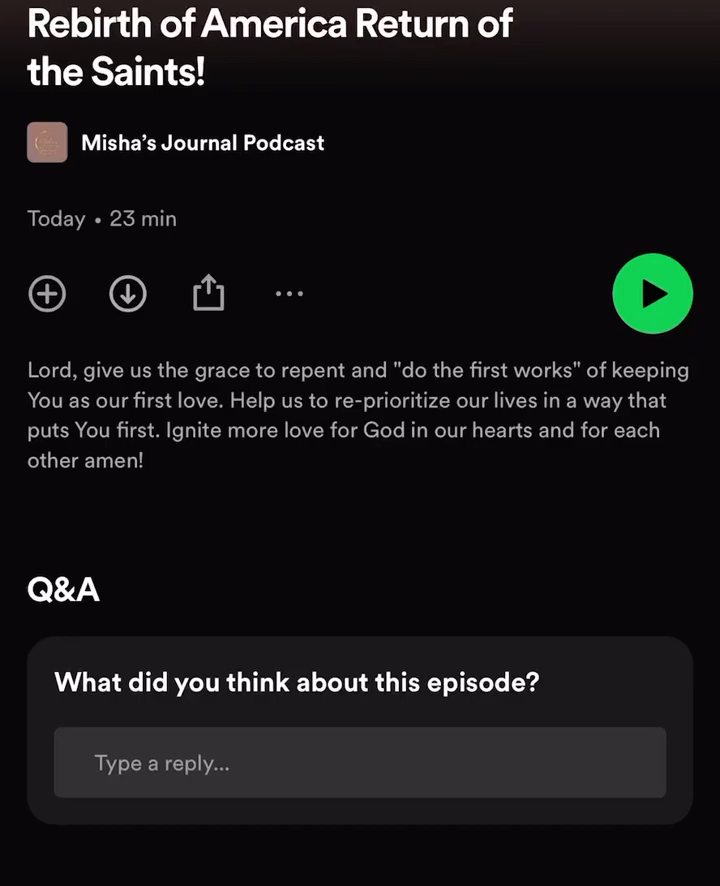 Rebirth of America Return of
the Saints!
Misha's Journal Podcast
Today • 23 min
Lord, give us the grace to repent and "do the first works" of keeping
You as our first love. Help us to re-prioritize our lives in a way that
puts You first. Ignite more love for God in our hearts and for each
other amen!
Q&A
What did you think about this episode?
Type a reply...